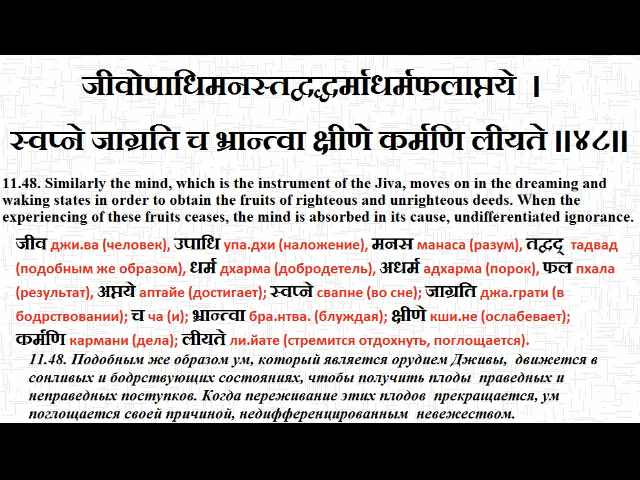 जीवोपाधिमनस्तद्वद्धर्माधर्मफलाप्तये ।
स्वप्ने जाग्रति च भ्रान्त्वा क्षीणे कर्मणि लीयते ॥४८॥
11.48. Similarly the mind, which is the instrument of the Jiva, moves on in the dreaming and
waking states in order to obtain the fruits of righteous and unrighteous deeds. When the
experiencing of these fruits ceases, the mind is absorbed in its cause, undifferentiated ignorance.
जीव джи.ва (человек), उपाधि упа.дхи (наложение), मनस манаса (разум), तद्वद् тадвад
(подобным же образом), धर्म дхарма (добродетель), अधर्म адхарма (порок), फल пхала
(результат), अप्तये аптайе (достигает); स्वप्ने свапне (во сне); जाग्रति джа.грати (в
бодрствовании); च ча (и); भ्रान्त्वा бра.нтва. (блуждая); क्षीणे кши.не (ослабевает);
कर्मणि кармани (дела); लीयते ли.йате (стремится отдохнуть, поглощается).
11.48. Подобным же образом ум, который является орудием Дживы, движется в
сонливых и бодрствующих состояниях, чтобы получить плоды праведных и
неправедных поступков. Когда переживание этих плодов прекращается, ум
поглощается своей причиной, недифференцированным невежеством.